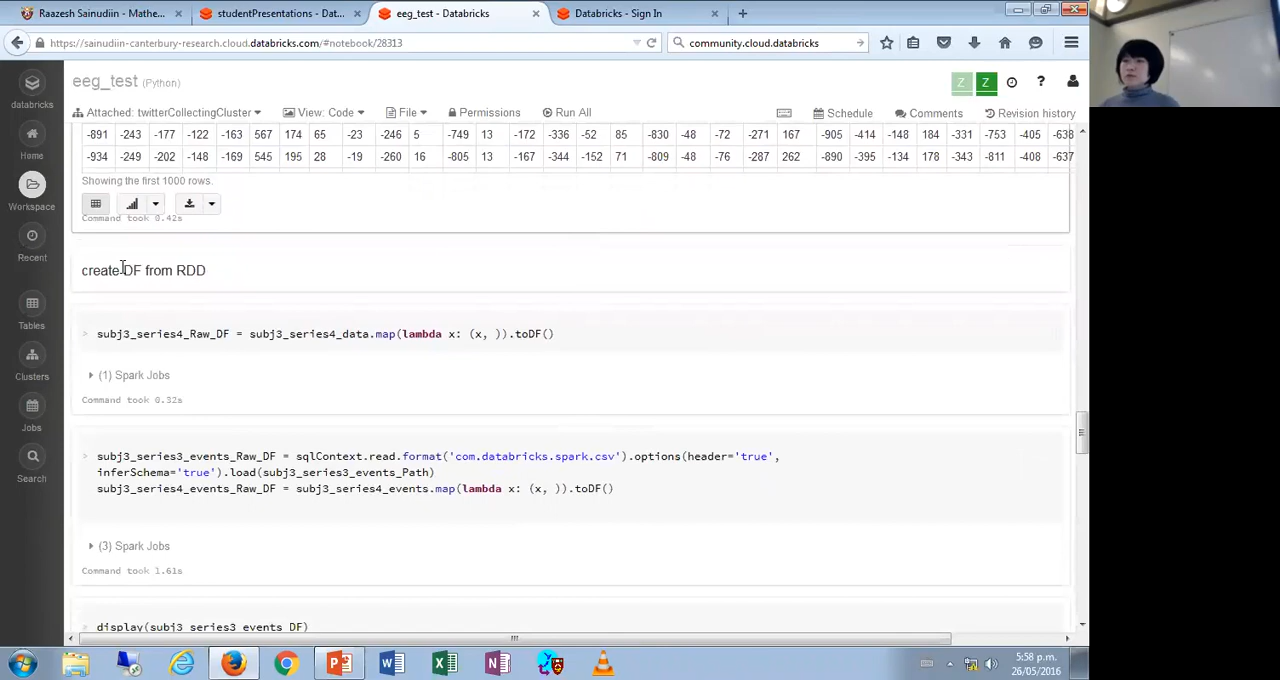 Raazesh Sainudiin - Mathe...
studentPresentations - Dat...
eeg_test - Databricks
Databricks - Sign In
https://sainudiin-canterbury-research.cloud.databricks.com/#notebook/28313
community.cloud.databricks
eeg_test (Python)
Attached: twitterCollectingCluster
View: Code
File
Permissions
Run All
Schedule
Comments
Revision history
databricks
Home
Workspace
Recent
Tables
Clusters
Jobs
Search
Z Z ?
-891 -243 -177 -122 -163 567 174 65 -23 -246 5 -749 13 -172 -336 -52 85 -830 -48 -72 -271 167 -905 -414 -148 184 -331 -753 -405 -638
-934 -249 -202 -148 -169 545 195 28 -19 -260 16 -805 13 -167 -344 -152 71 -809 -48 -76 -287 262 -890 -395 -134 178 -343 -811 -408 -637
Showing the first 1000 rows.
Command took 0.42s
create DF from RDD
> subj3_series4_Raw_DF = subj3_series4_data.map(lambda x: (x, )).toDF()
(1) Spark Jobs
Command took 0.32s
> subj3_series3_events_Raw_DF = sqlContext.read.format('com.databricks.spark.csv').options(header='true',
inferSchema='true').load(subj3_series3_events_Path)
subj3_series4_events_Raw_DF = subj3_series4_events.map(lambda x: (x, )).toDF()
(3) Spark Jobs
Command took 1.61s
display(subj3_series3_events_DF)
5:58 p.m.
26/05/2016